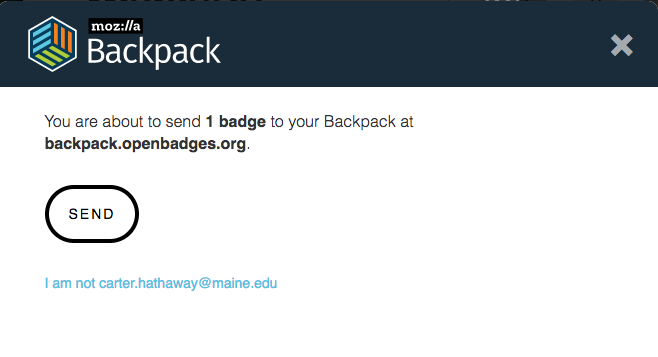 moz://a
Backpack
You are about to send 1 badge to your Backpack at
backpack.openbadges.org.
SEND
I am not carter.hathaway@maine.edu